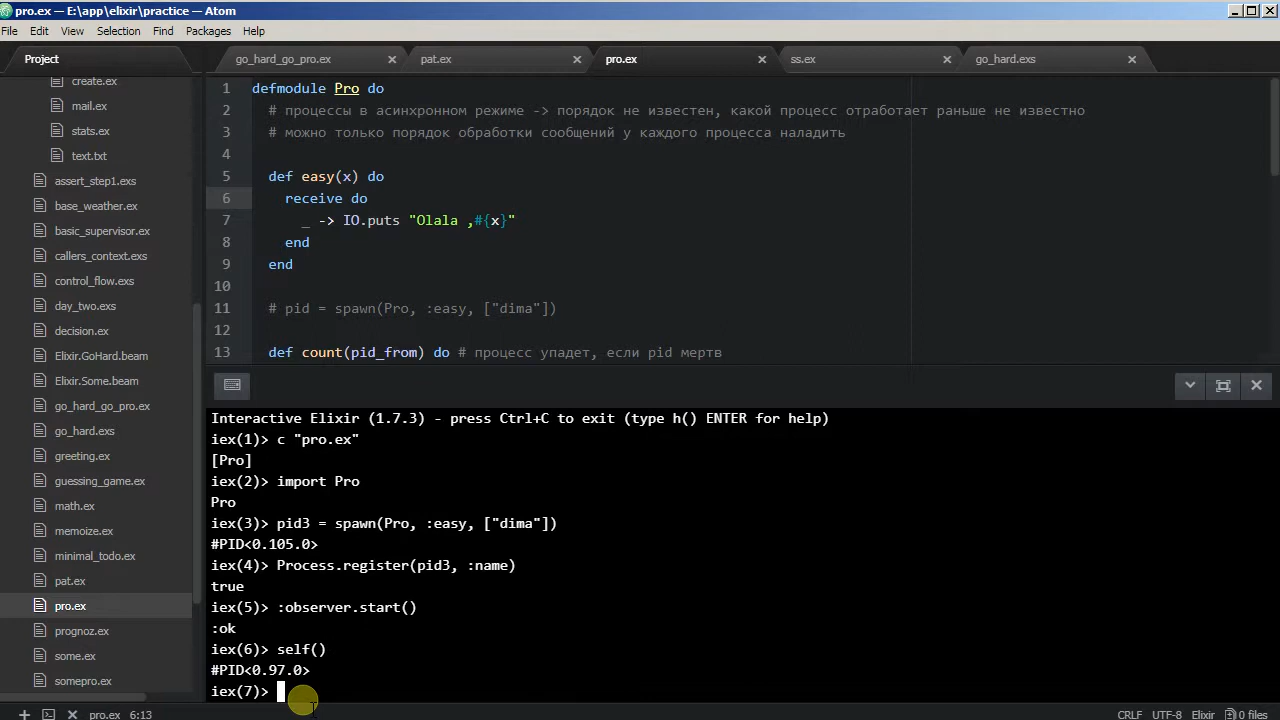 pro.ex — E:\app\elixir\practice — Atom
File Edit View Selection Find Packages Help
Project
go_hard_go_pro.ex
pat.ex
pro.ex
ss.ex
go_hard.exs
create.ex
mail.ex
stats.ex
text.txt
assert_step1.exs
base_weather.ex
basic_supervisor.ex
callers_context.exs
control_flow.exs
day_two.exs
decision.ex
Elixir.GoHard.beam
Elixir.Some.beam
go_hard_go_pro.ex
go_hard.exs
greeting.ex
guessing_game.ex
math.ex
memoize.ex
minimal_todo.ex
pat.ex
pro.ex
prognoz.ex
some.ex
somepro.ex
1 defmodule Pro do
2 # процессы в асинхронном режиме -> порядок не известен, какой процесс отработает раньше не известно
3 # можно только порядок обработки сообщений у каждого процесса наладить
4
5 def easy(x) do
6 receive do
7 _ -> IO.puts "Olala ,#{x}"
8 end
9 end
10
11 # pid = spawn(Pro, :easy, ["dima"])
12
13 def count(pid_from) do # процесс упадет, если pid мертв
Interactive Elixir (1.7.3) - press Ctrl+C to exit (type h() ENTER for help)
iex(1)> c "pro.ex"
[Pro]
iex(2)> import Pro
Pro
iex(3)> pid3 = spawn(Pro, :easy, ["dima"])
#PID<0.105.0>
iex(4)> Process.register(pid3, :name)
true
iex(5)> :observer.start()
:ok
iex(6)> self()
#PID<0.97.0>
iex(7)>
pro.ex 6:13
CRLF UTF-8 Elixir 0 files